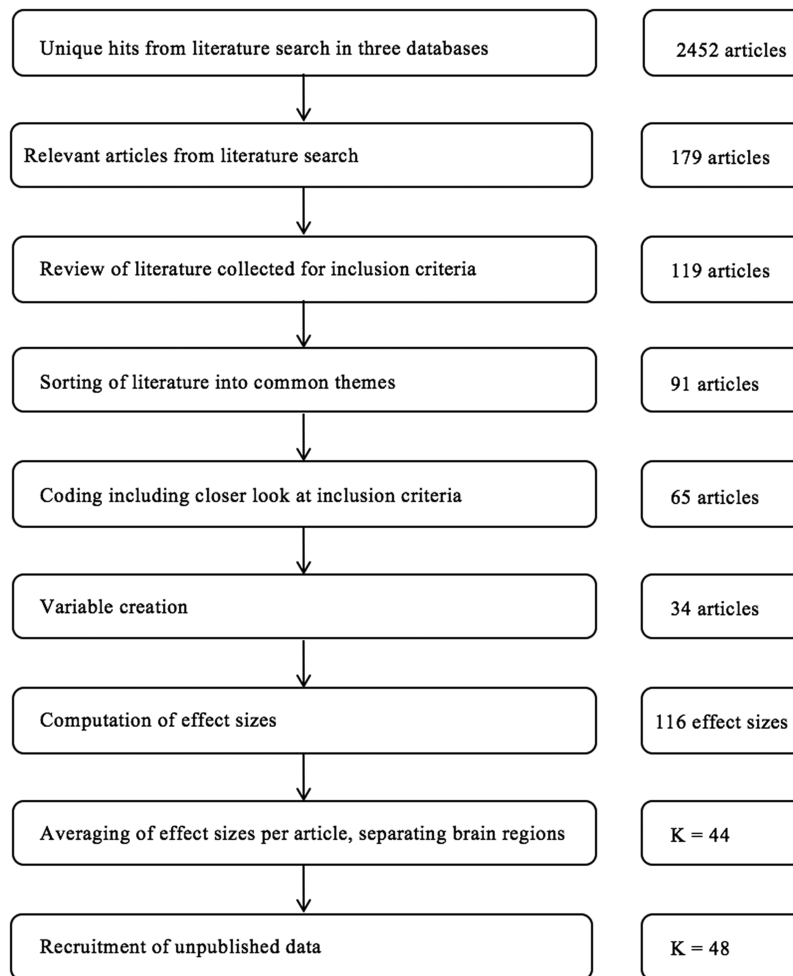 Unique hits from literature search in three databases
2452 articles
Relevant articles from literature search
179 articles
Review of literature collected for inclusion criteria
119 articles
Sorting of literature into common themes
91 articles
Coding including closer look at inclusion criteria
65 articles
Variable creation
34 articles
Computation of effect sizes
116 effect sizes
Averaging of effect sizes per article, separating brain regions
K = 44
Recruitment of unpublished data
K = 48